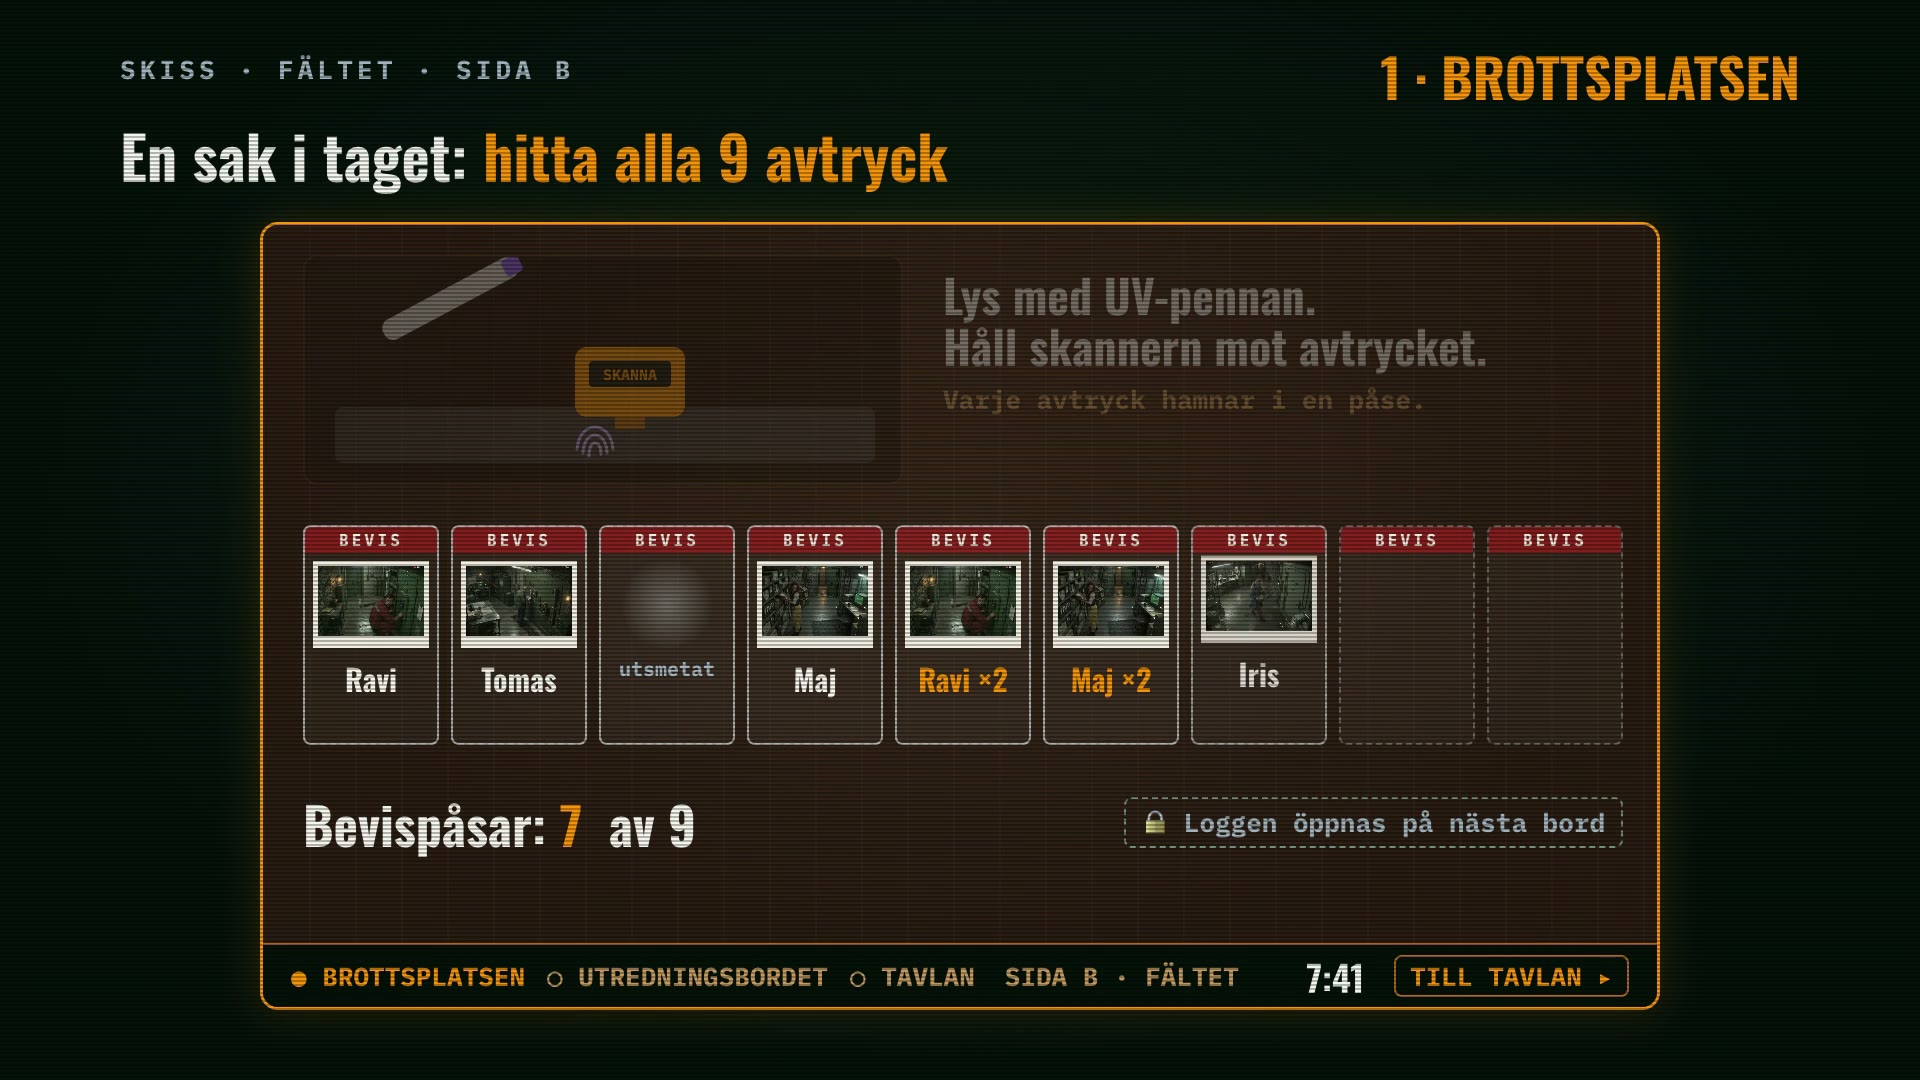 SKISS · FÄLTET · SIDA B
1 · BROTTSPLATSEN
En sak i taget: hitta alla 9 avtryck
Lys med UV-pennan.
Håll skannern mot avtrycket.
Varje avtryck hamnar i en påse.
SKANNA
BEVIS BEVIS BEVIS BEVIS BEVIS BEVIS BEVIS BEVIS BEVIS
Ravi Tomas utsmetat Maj Ravi ×2 Maj ×2 Iris
Bevispåsar: 7 av 9
🔒 Loggen öppnas på nästa bord
● BROTTSPLATSEN ○ UTREDNINGSBORDET ○ TAVLAN SIDA B · FÄLTET 7:41 TILL TAVLAN ▸